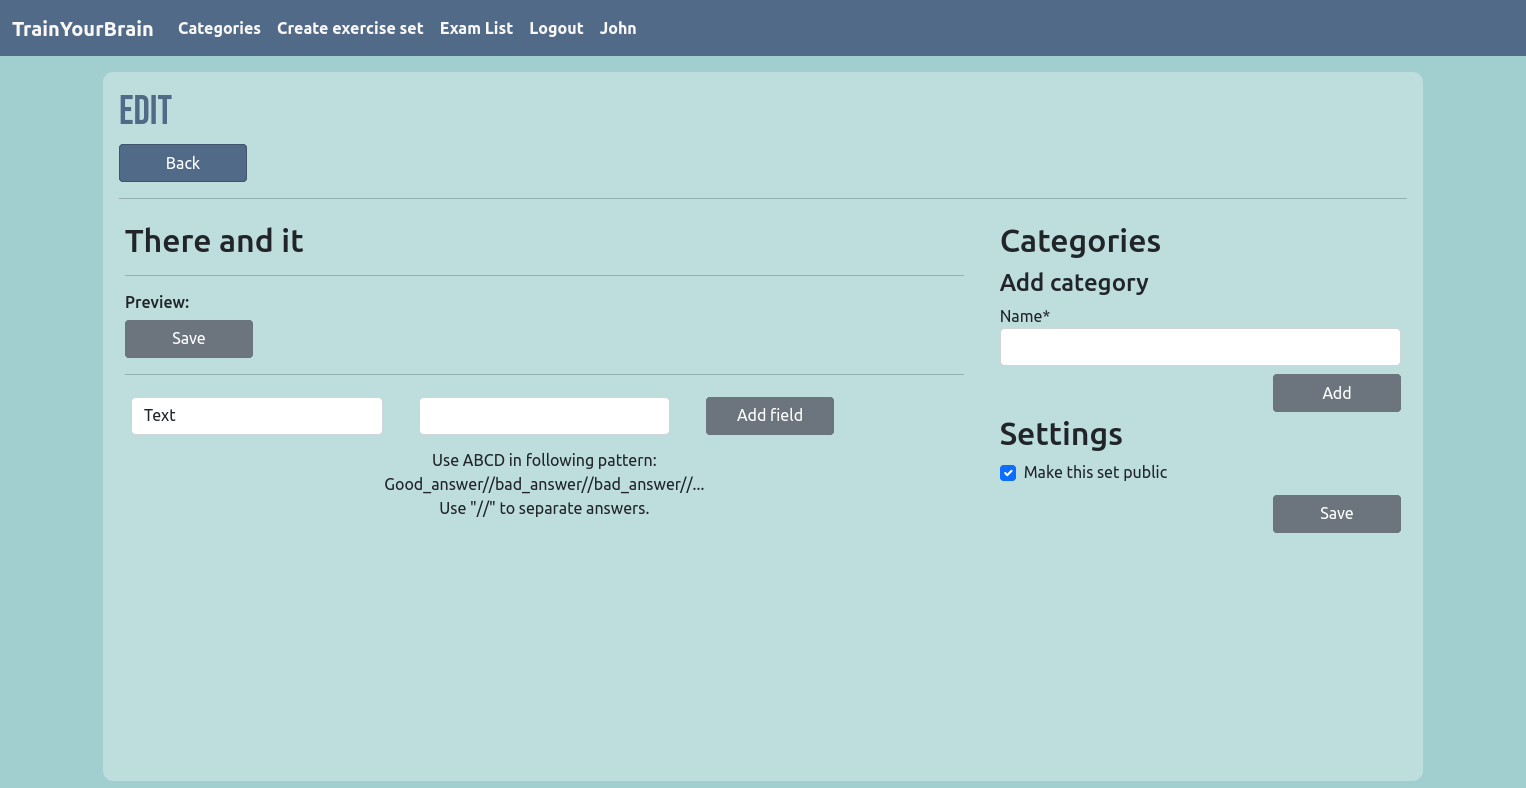 TrainYourBrain Categories Create exercise set Exam List Logout John
EDIT
Back
There and it
Preview:
Save
Text
Add field
Use ABCD in following pattern:
Good_answer//bad_answer//bad_answer//...
Use "//" to separate answers.
Categories
Add category
Name*
Add
Settings
Make this set public
Save